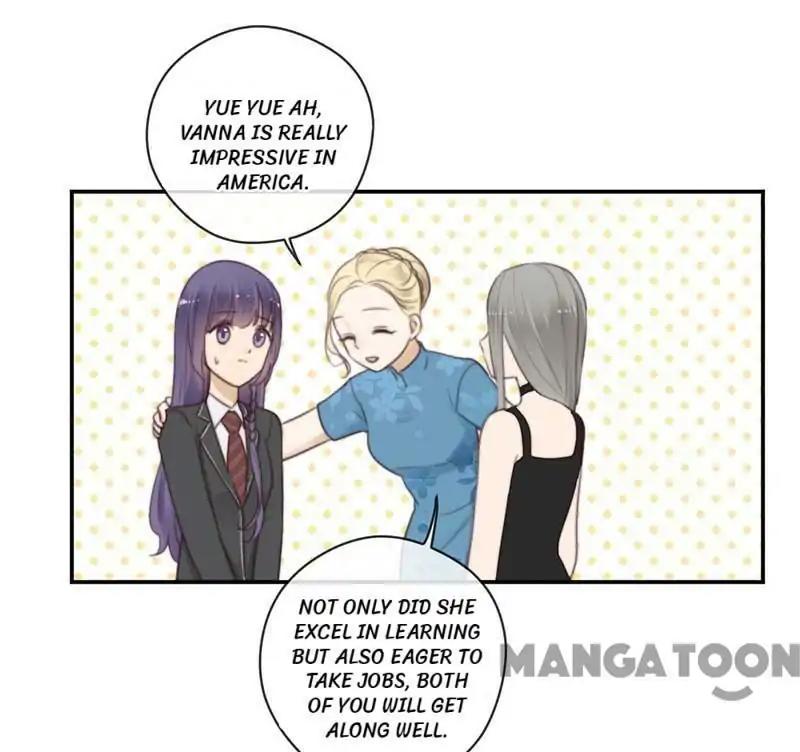 YUE YUE AH,
VANNA IS REALLY
IMPRESSIVE IN
AMERICA.
NOT ONLY DID SHE
EXCEL IN LEARNING
BUT ALSO EAGER TO
TAKE JOBS, BOTH
OF YOU WILL GET
ALONG WELL.
MANGATOON